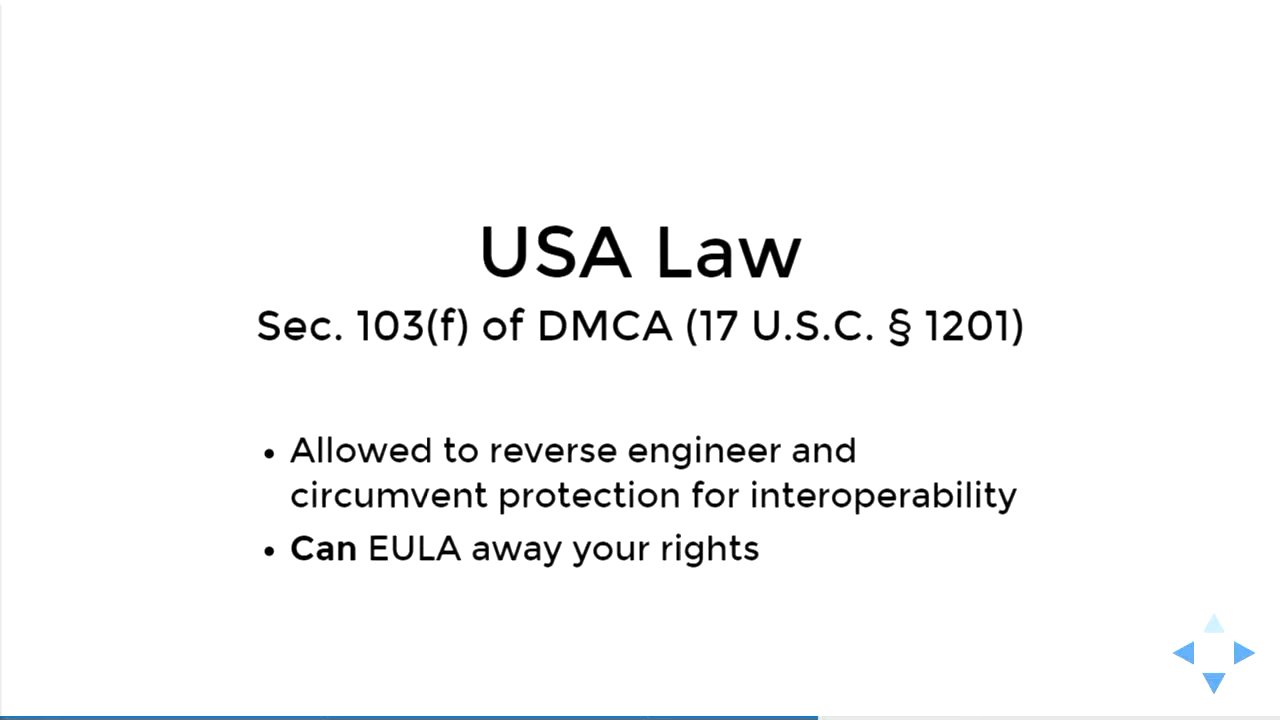 USA Law
Sec. 103(f) of DMCA (17 U.S.C. § 1201)
• Allowed to reverse engineer and
circumvent protection for interoperability
• Can EULA away your rights